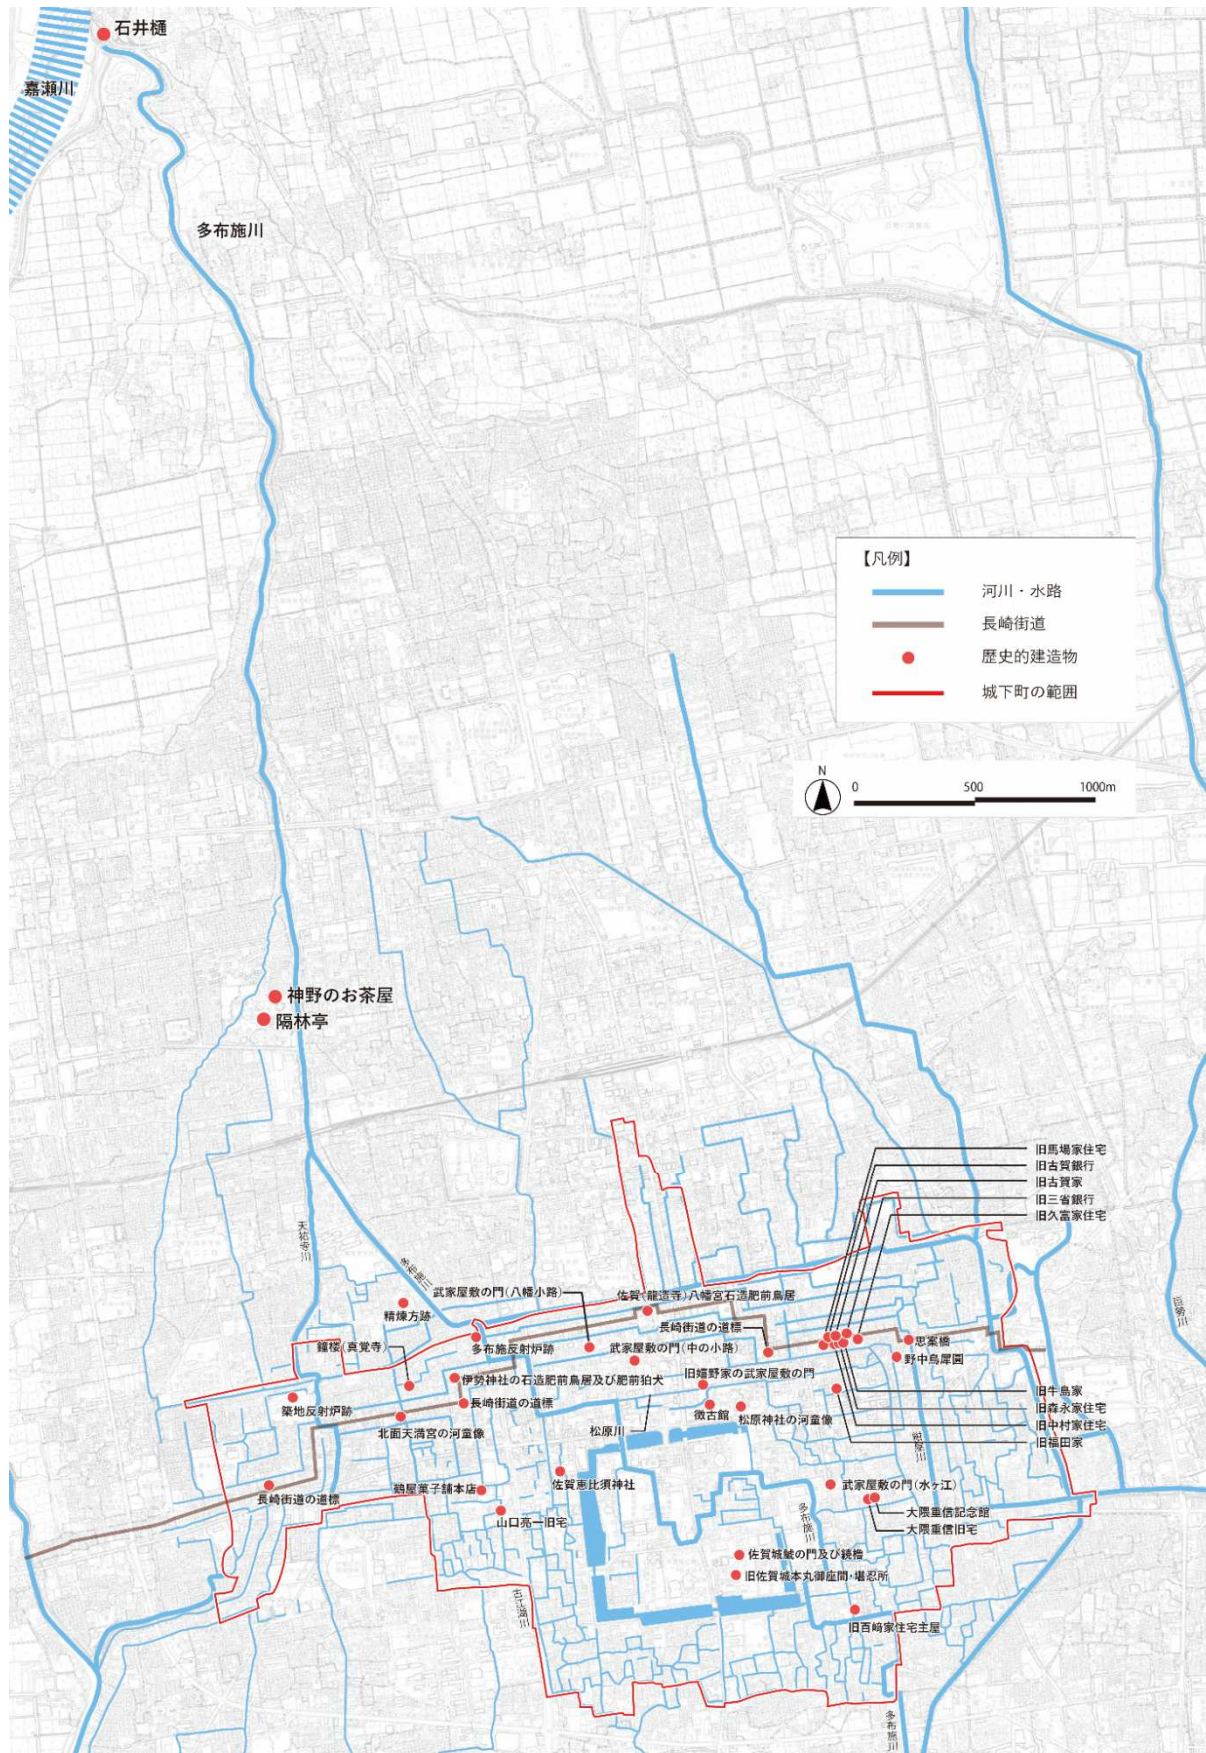 石井樋
嘉瀬川
多布施川
【凡例】
河川・水路
長崎街道
歴史的建造物
城下町の範囲
N
0
500
1000m
神野のお茶屋
隔林亭
旧馬場家住宅
旧古賀銀行
旧古賀家
旧三省銀行
旧久富家住宅
天祐寺川
多布施川
武家屋敷の門(八幡小路)
佐賀(龍造寺)八幡宮石造肥前鳥居
精煉方跡
長崎街道の道標
鐘楼(真覚寺)
多布施反射炉跡
武家屋敷の門(中の小路)
思案橋
野中烏犀園
伊勢神社の石造肥前鳥居及び肥前狛犬
旧嬉野家の武家屋敷の門
築地反射炉跡
長崎街道の道標
徴古館
松原神社の河童像
旧牛島家
旧森永家住宅
旧中村家住宅
旧福田家
北面天満宮の河童像
松原川
紺屋川
長崎街道の道標
鶴屋菓子舗本店
佐賀恵比須神社
武家屋敷の門(水ヶ江)
山口亮一旧宅
多布施川
大隈重信記念館
大隈重信旧宅
佐賀城鯱の門及び続櫓
旧佐賀城本丸御座間・堪忍所
旧百﨑家住宅主屋
多布施川